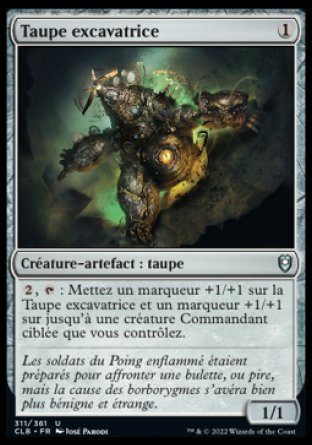 Taupe excavatrice 1
Créature-artefact : taupe
2, : Mettez un marqueur +1/+1 sur la
Taupe excavatrice et un marqueur +1/+1
sur jusqu'à une créature Commandant
ciblée que vous contrôlez.
Les soldats du Poing enflammé étaient
préparés pour affronter une bulette, ou pire,
mais la cause des borborygmes s'avéra bien
plus bénigne et étrange.
1/1
311/361 U
CLB • FR José Parodi
™ & © 2022 Wizards of the Coast